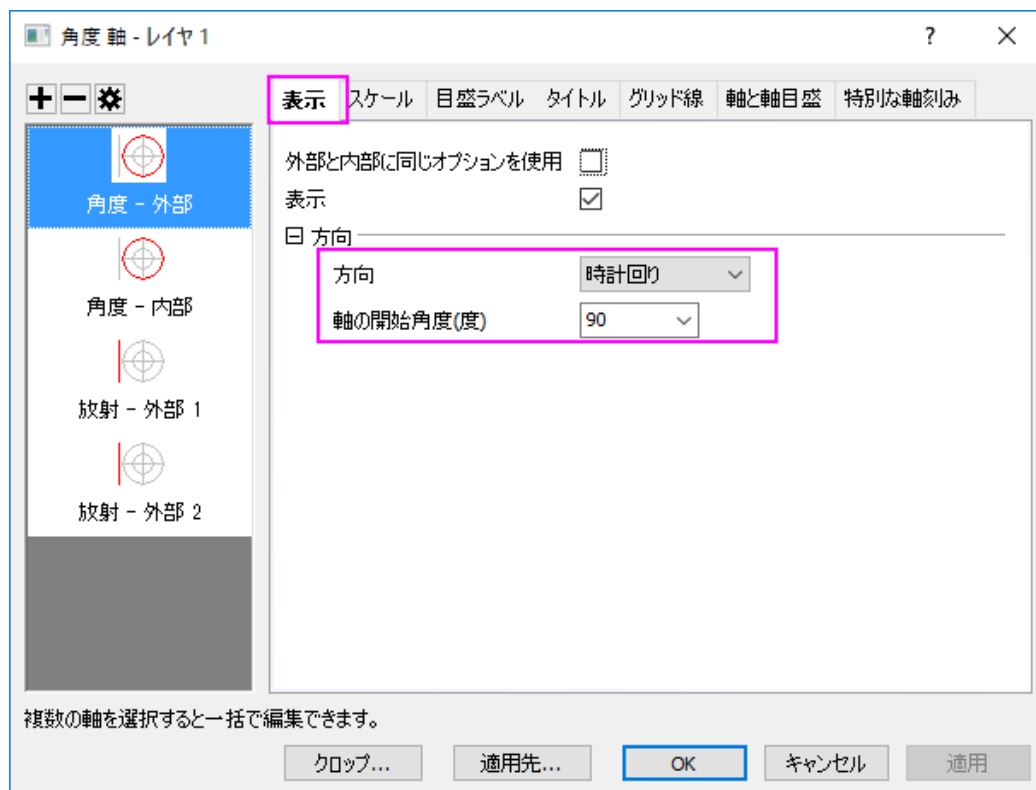 角度 軸 - レイヤ 1
?
表示 スケール 目盛ラベル タイトル グリッド線 軸と軸目盛 特別な軸刻み
角度 - 外部
角度 - 内部
放射 - 外部 1
放射 - 外部 2
外部と内部に同じオプションを使用
表示
方向
方向 時計回り
軸の開始角度(度) 90
複数の軸を選択すると一括で編集できます。
クロップ... 適用先... OK キャンセル 適用